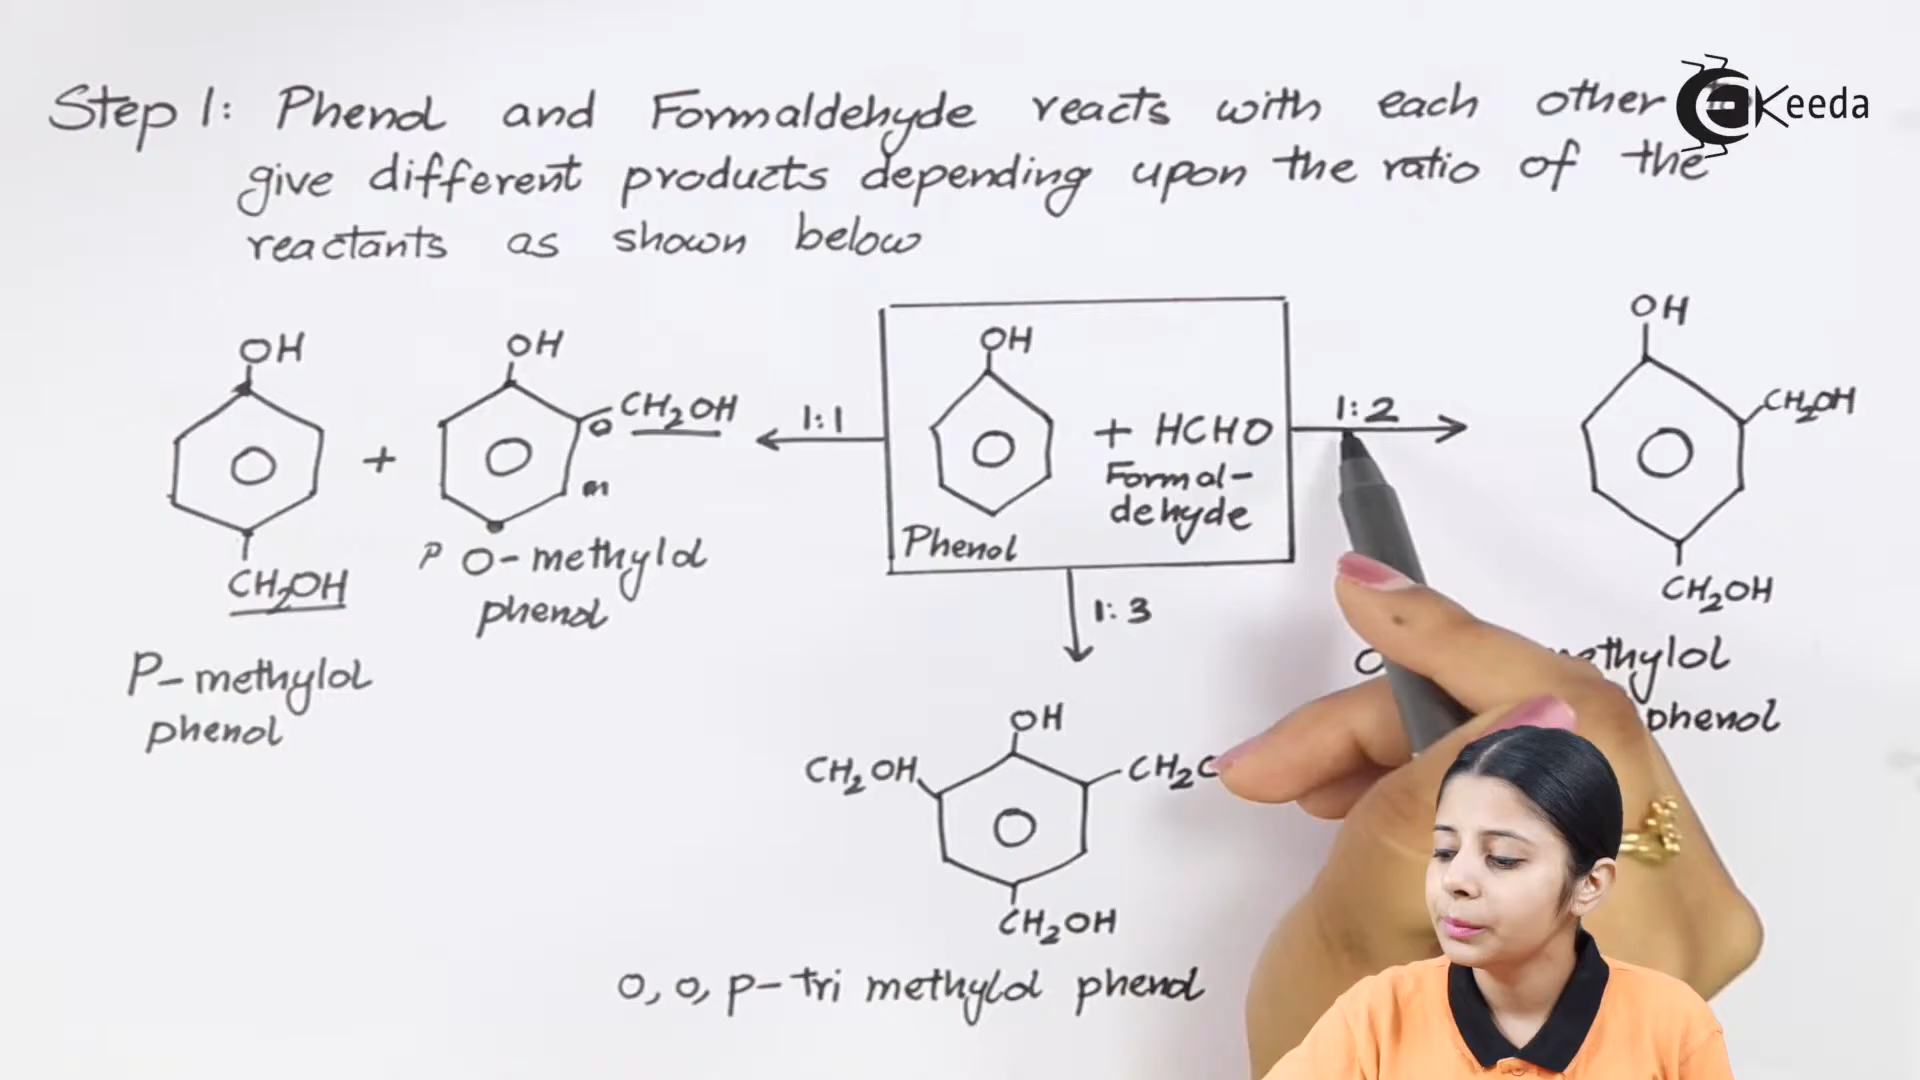 Step 1: Phenol and Formaldehyde reacts with each other
give different products depending upon the ratio of the
reactants as shown below
Keeda
OH
CH2OH
P-methylol
phenol
+
OH
CH2OH
o
m
P
O-methylol
phenol
1:1
OH
Phenol
+ HCHO
Formal-
dehyde
1:2
OH
CH2OH
CH2OH
phenol
1:3
OH
CH2OH
CH2OH
o, o, p-tri methylol phenol